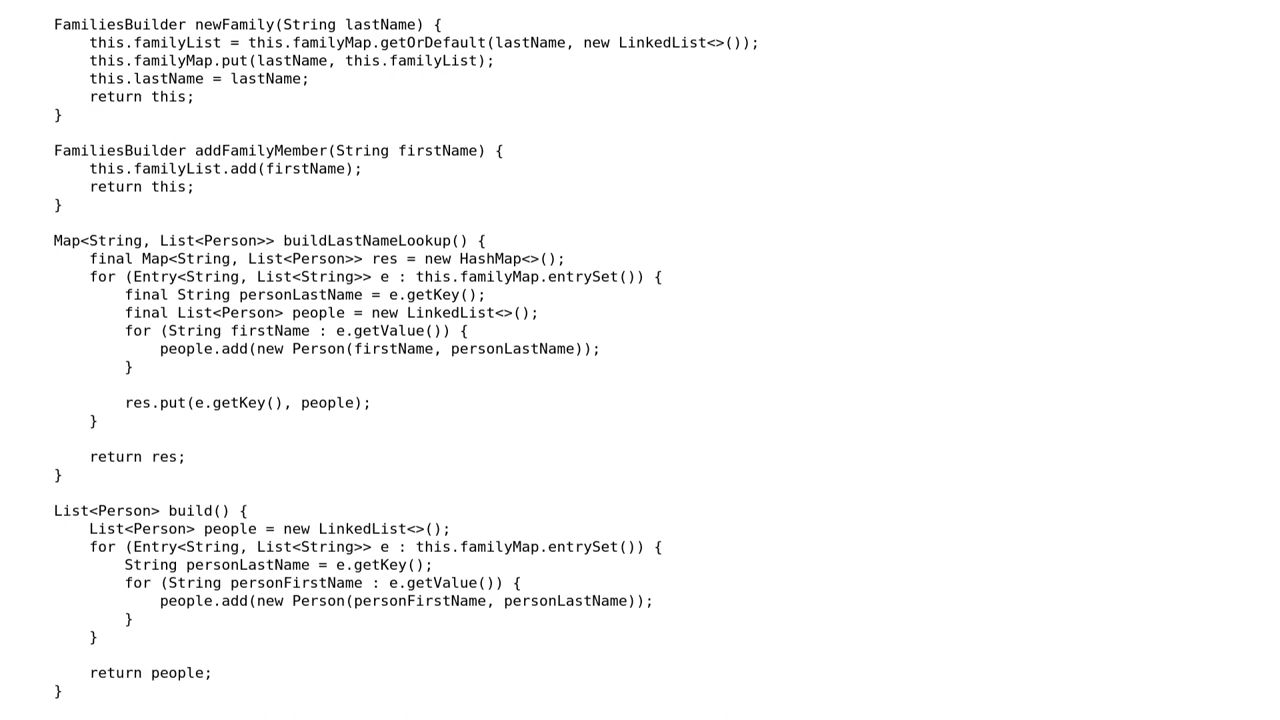 FamiliesBuilder newFamily(String lastName) {
    this.familyList = this.familyMap.getOrDefault(lastName, new LinkedList<>());
    this.familyMap.put(lastName, this.familyList);
    this.lastName = lastName;
    return this;
}

FamiliesBuilder addFamilyMember(String firstName) {
    this.familyList.add(firstName);
    return this;
}

Map<String, List<Person>> buildLastNameLookup() {
    final Map<String, List<Person>> res = new HashMap<>();
    for (Entry<String, List<String>> e : this.familyMap.entrySet()) {
        final String personLastName = e.getKey();
        final List<Person> people = new LinkedList<>();
        for (String firstName : e.getValue()) {
            people.add(new Person(firstName, personLastName));
        }

        res.put(e.getKey(), people);
    }

    return res;
}

List<Person> build() {
    List<Person> people = new LinkedList<>();
    for (Entry<String, List<String>> e : this.familyMap.entrySet()) {
        String personLastName = e.getKey();
        for (String personFirstName : e.getValue()) {
            people.add(new Person(personFirstName, personLastName));
        }
    }

    return people;
}